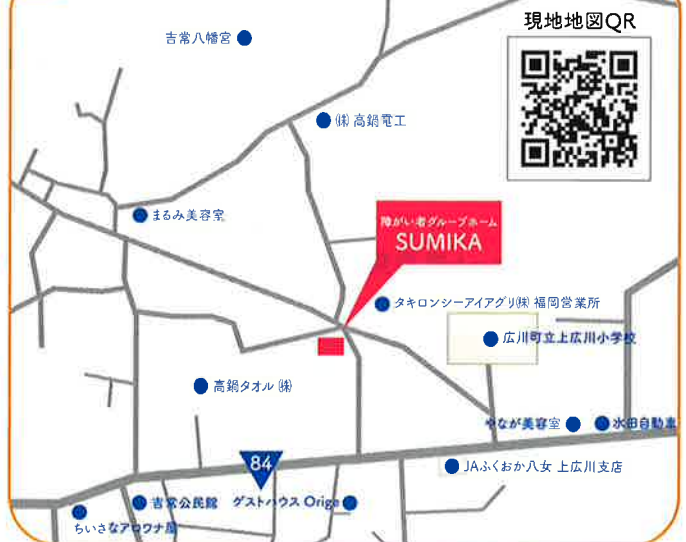 現地地図QR
吉常八幡宮
㈱ 高鍋電工
まるみ美容室
障がい者グループホーム
SUMIKA
タキロンシーアイアグリ㈱ 福岡営業所
広川町立上広川小学校
高鍋タオル ㈱
やなが美容室
水田自動車
84
JAふくおか八女 上広川支店
吉常公民館
ゲストハウス Orige
ちいさなアロワナ屋